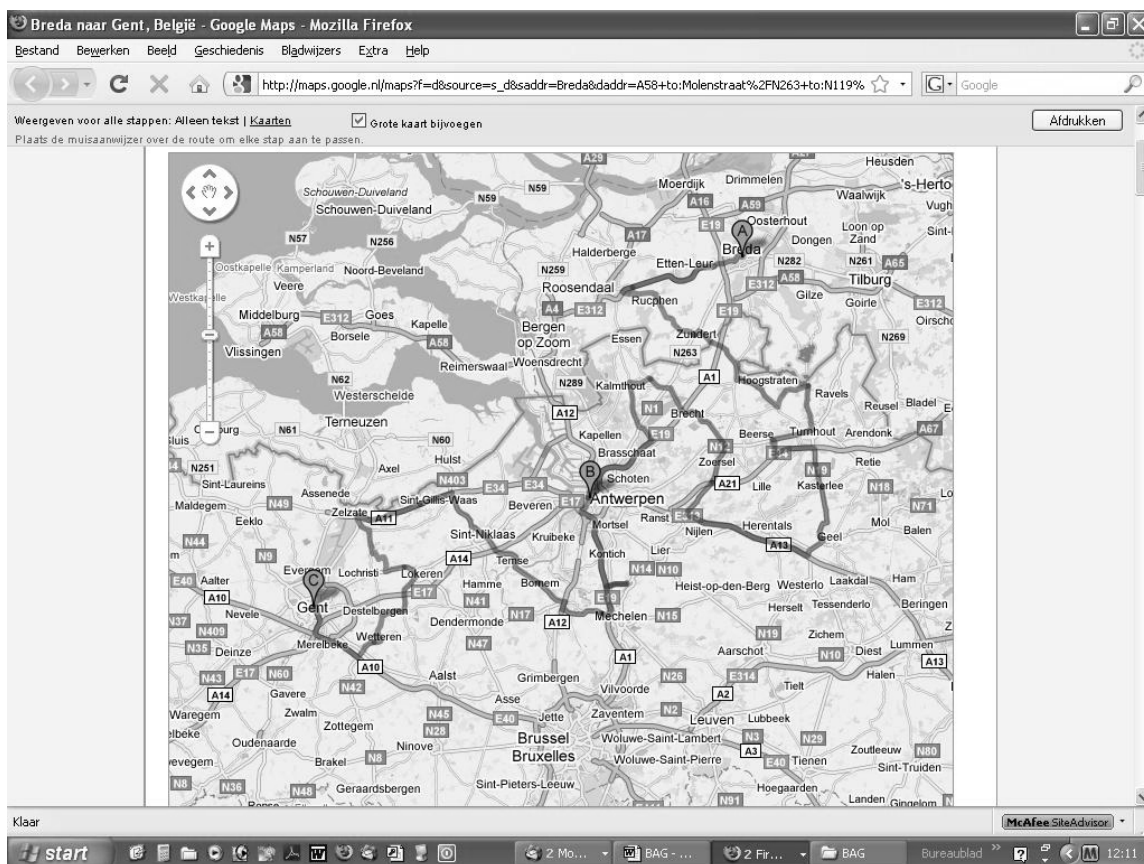 Breda naar Gent, België - Google Maps - Mozilla Firefox
Bestand Bewerken Beeld Geschiedenis Bladwijzers Extra Help
http://maps.google.nl/maps?f=d&source=s_d&saddr=Breda&daddr=A58+to:Molenstraat%2FN263+to:N119% G Google
Weergeven voor alle stappen: Alleen tekst | Kaarten Grote kaart bijvoegen Afdrukken
Plaats de muisaanwijzer over de route om elke stap aan te passen.
A29 Moerdijk Drimmelen Heusden
Schouwen-Duiveland N59 N59 A16 A59 Waalwijk 's-Herto
Schouwen-Duiveland N59 Vugh
N57 N256 A17 E19 A Oosterhout Loon op Zand Sint-
Halderberge Breda Dongen
Oostkapelle Kamperland Noord-Beveland N259 Etten-Leur N282 N261 A65
Veere Roosendaal E312 A58 Tilburg
Westkapelle A4 E312 Rucphen Gilze Goirle E312
Middelburg E312 Goes Bergen op Zoom E19 Oirscho
A58 Borsele Kapelle Essen Zundert N269
Vlissingen A58 N263
Reimerswaal Woensdrecht A1 Hoogstraten
N62 N289 Kalmthout Ravels
Westerschelde A12 N1 Brecht Reusel Bladel
Terneuzen Kapellen E19 Beerse Turnhout Arendonk A67
Sluis N61 N60 Brasschaat N12 E34
N251 Axel Hulst N403 E34 E34 B Schoten Zoersel N19 Retie
Sint-Laureins Assenede Sint-Gillis-Waas A21 Lille Kasterlee N18
Maldegem N49 Zelzate A11 Beveren E17 Antwerpen N71
Eeklo Sint-Niklaas Kruibeke Mortsel Ranst Nijlen Herentals Mol Balen
N44 N9 A14 Temse Kontich Lier A13 Geel
E40 Aalter Evergem Lochristi Lokeren Hamme Bornem N14 N10 Westerlo Laakdal Ham
A10 C E17 N41 E19 Heist-op-den-Berg
Nevele Gent Destelbergen N17 A12 Mechelen N15 Herselt Tessenderlo Beringen
N37 N409 Wetteren Dendermonde N19 Zichem
N35 Deinze Merelbeke N47 A1 Aarschot N10 Diest Lummen
N43 E17 N60 A10 Grimbergen N26 E314 Halen A13
A14 Gavere N42 Aalst Vilvoorde A2 Tielt
Waregem Zwalm Zottegem Asse Zaventem N2 Leuven Lubbeek
N45 E40 Jette
Oudenaarde N28 Brussel Woluwe-Saint-Lambert N3 N29 Zoutleeuw N80
Ninove Bruxelles A3
Brakel N8 Woluwe-Saint-Pierre E40 Tienen Sint-Truiden
N8 N36 N48 Geraardsbergen Sint-Pieters-Leeuw Hoegaarden
N91 Landen Gingelom
Klaar McAfee SiteAdvisor
start 2 Mo... BAG - ... 2 Fir... BAG Bureaublad 12:11